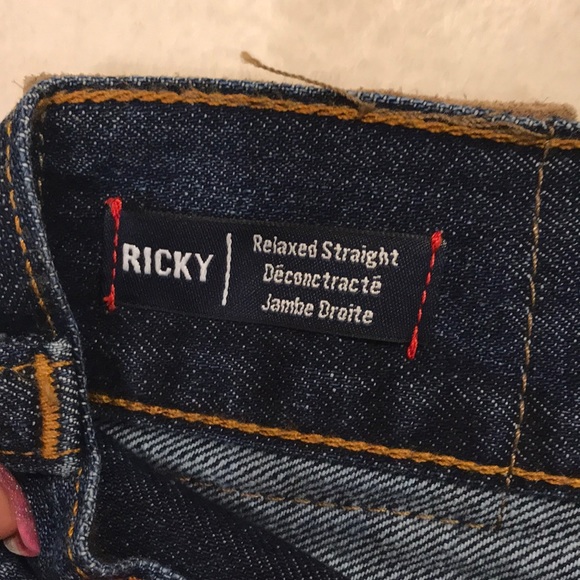 RICKY
Relaxed Straight
Déconctracté
Jambe Droite